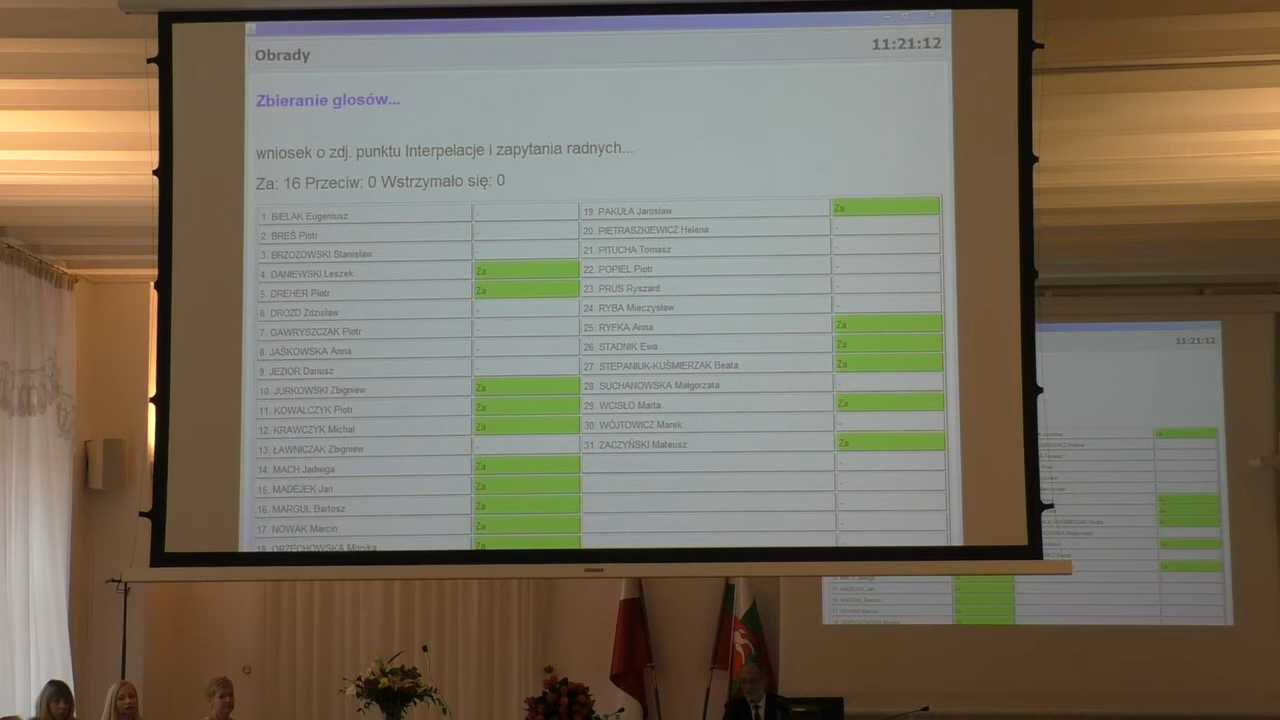 Obrady
11:21:12
Zbieranie głosów...
wniosek o zdj. punktu Interpelacje i zapytania radnych...
Za: 16 Przeciw: 0 Wstrzymało się: 0
1. BIELAK Eugeniusz -
2. BREŚ Piotr -
3. BRZOZOWSKI Stanisław -
4. DANIEWSKI Leszek Za
5. DREHER Piotr Za
6. DROZD Zdzisław -
7. GAWRYSZCZAK Piotr -
8. JAŚKOWSKA Anna -
9. JEZIOR Dariusz -
10. JURKOWSKI Zbigniew Za
11. KOWALCZYK Piotr Za
12. KRAWCZYK Michał Za
13. ŁAWNICZAK Zbigniew -
14. MACH Jadwiga Za
15. MADEJEK Jan Za
16. MARGUL Bartosz Za
17. NOWAK Marcin Za
18. ORZECHOWSKA Monika Za
19. PAKUŁA Jarosław Za
20. PIETRASZKIEWICZ Helena -
21. PITUCHA Tomasz -
22. POPIEL Piotr -
23. PRUS Ryszard -
24. RYBA Mieczysław -
25. RYFKA Anna Za
26. STADNIK Ewa Za
27. STEPANIUK-KUŚMIERZAK Beata Za
28. SUCHANOWSKA Małgorzata -
29. WCISŁO Marta Za
30. WÓJTOWICZ Marek -
31. ZACZYŃSKI Mateusz Za
-
-
-
-
-
11:21:12